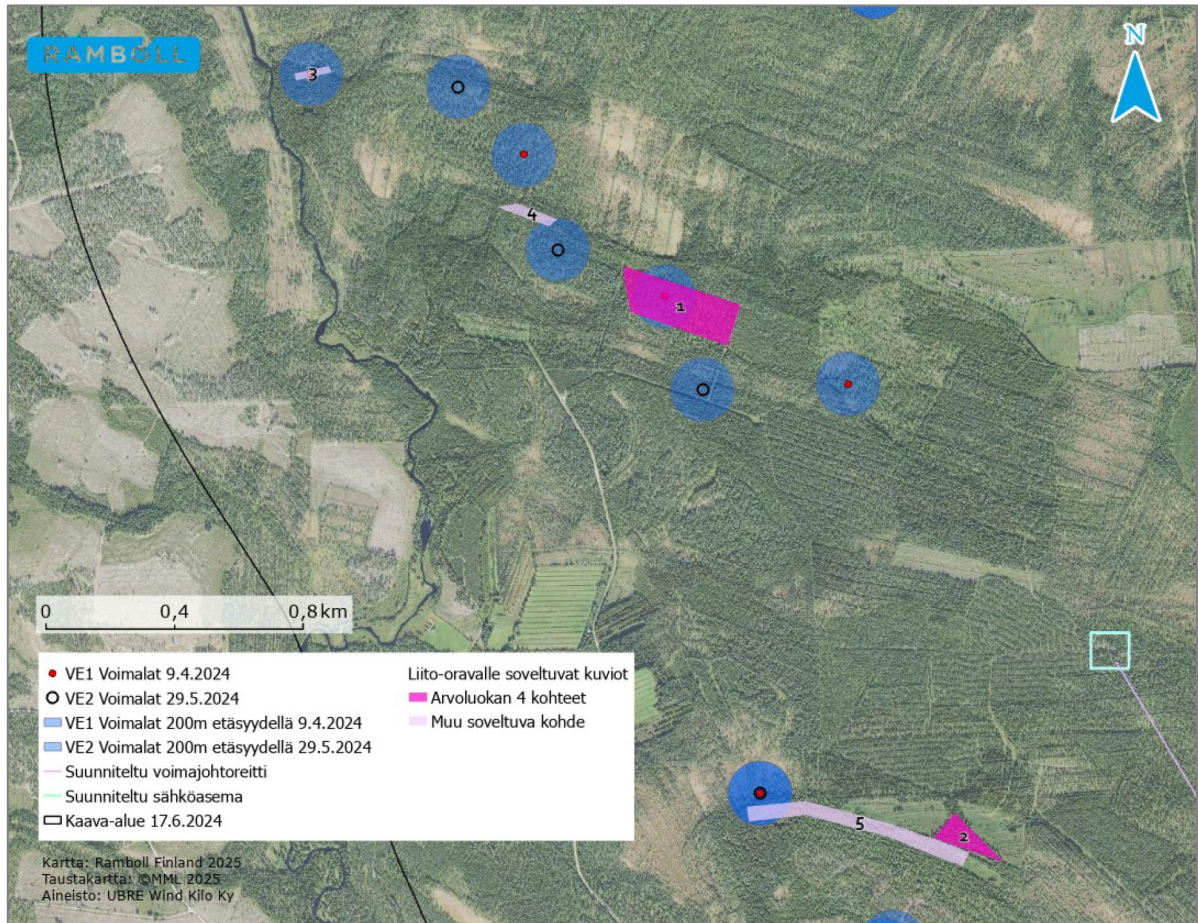 RAMBOLL
N
3
4
1
0 0,4 0,8 km
VE1 Voimalat 9.4.2024
VE2 Voimalat 29.5.2024
VE1 Voimalat 200m etäsyydellä 9.4.2024
VE2 Voimalat 200m etäsyydellä 29.5.2024
Suunniteltu voimajohtoreitti
Suunniteltu sähköasema
Kaava-alue 17.6.2024
Liito-oravalle soveltuvat kuviot
Arvoluokan 4 kohteet
Muu soveltuva kohde
5
2
Kartta: Ramboll Finland 2025
Taustakartta: ©MML 2025
Aineisto: UBRE Wind Kilo Ky